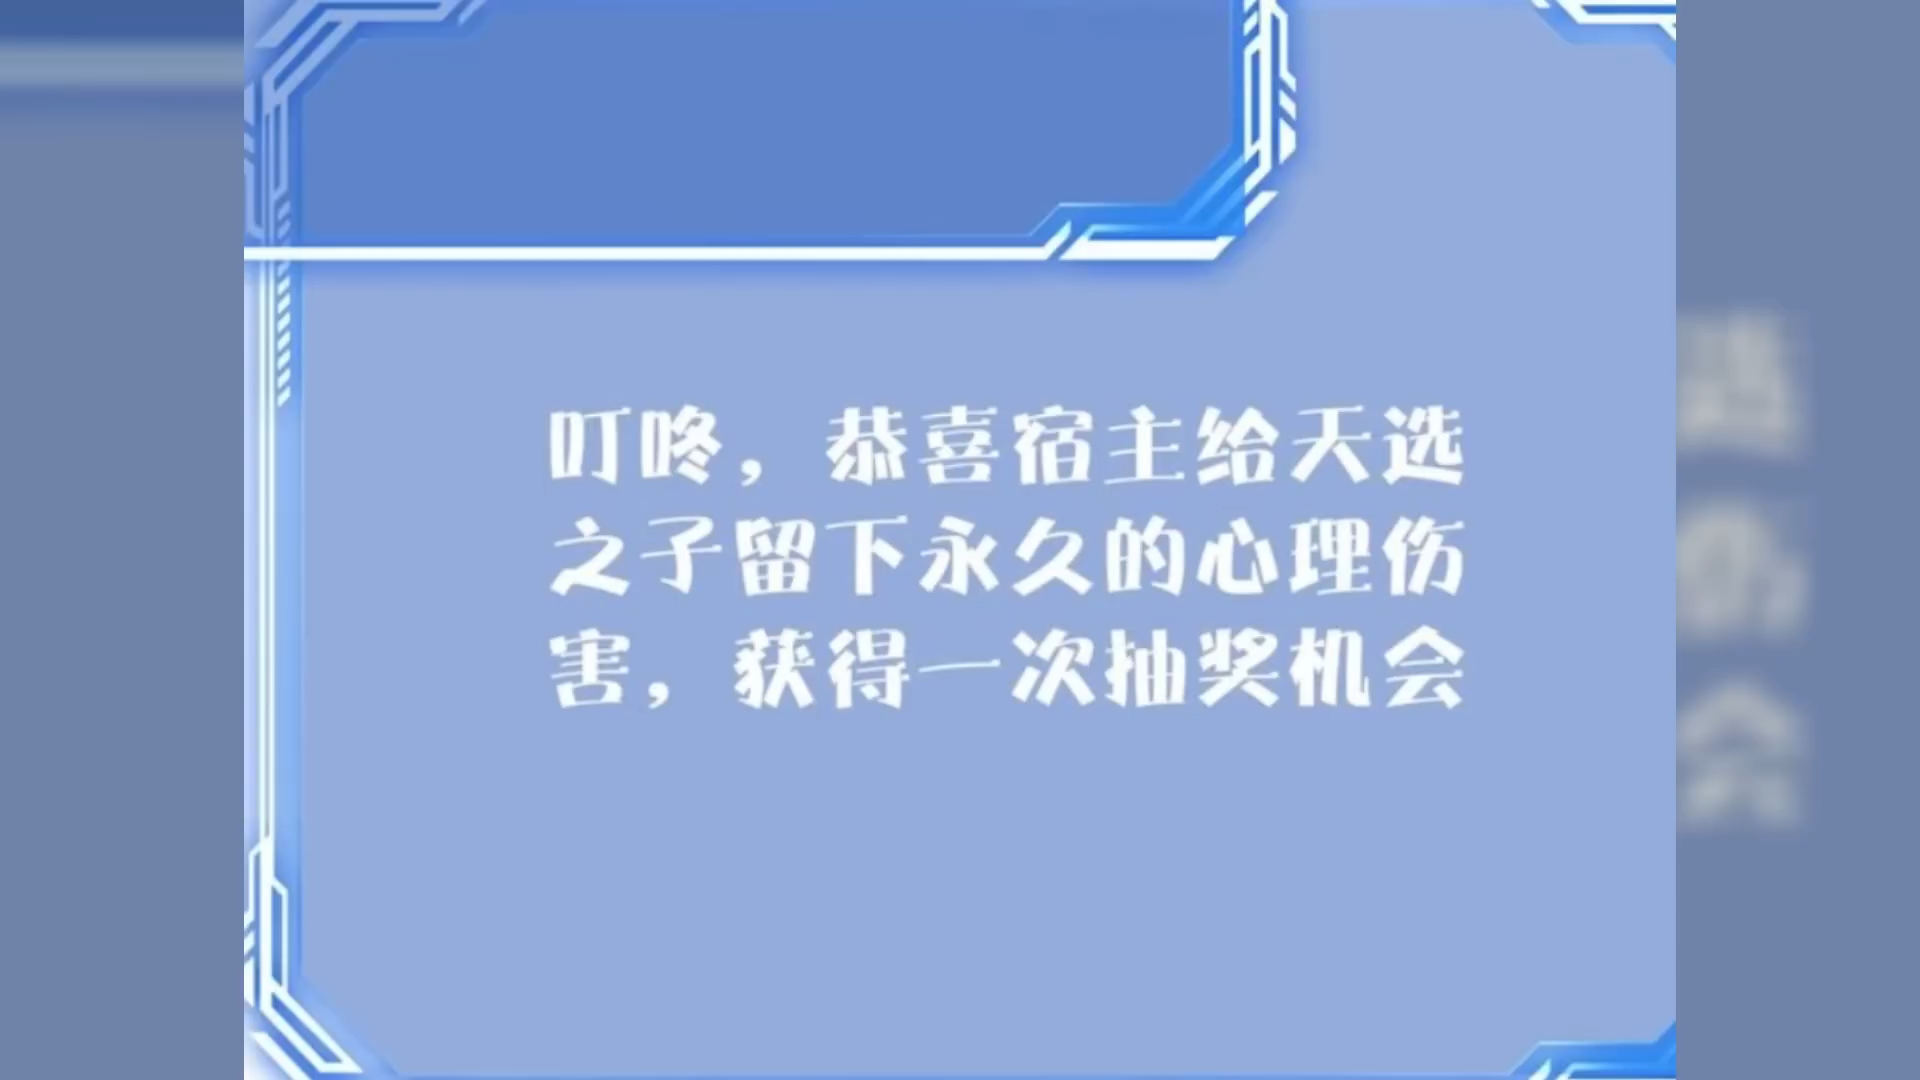 叮咚，恭喜宿主给天选
之子留下永久的心理伤
害，获得一次抽奖机会